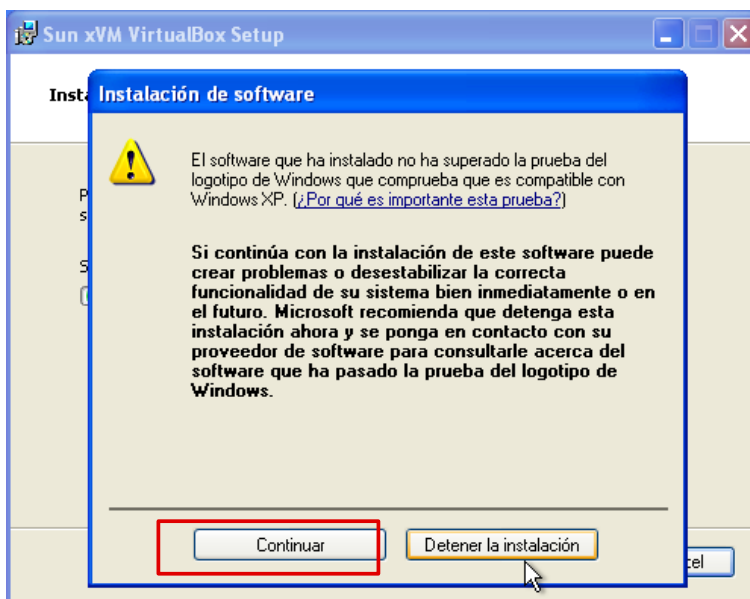 Sun xVM VirtualBox Setup
Insta
Instalación de software
El software que ha instalado no ha superado la prueba del
logotipo de Windows que comprueba que es compatible con
Windows XP. (¿Por qué es importante esta prueba?)
P
s
Si continúa con la instalación de este software puede
crear problemas o desestabilizar la correcta
funcionalidad de su sistema bien inmediatamente o en
el futuro. Microsoft recomienda que detenga esta
instalación ahora y se ponga en contacto con su
proveedor de software para consultarle acerca del
software que ha pasado la prueba del logotipo de
Windows.
S
Continuar
Detener la instalación
cel